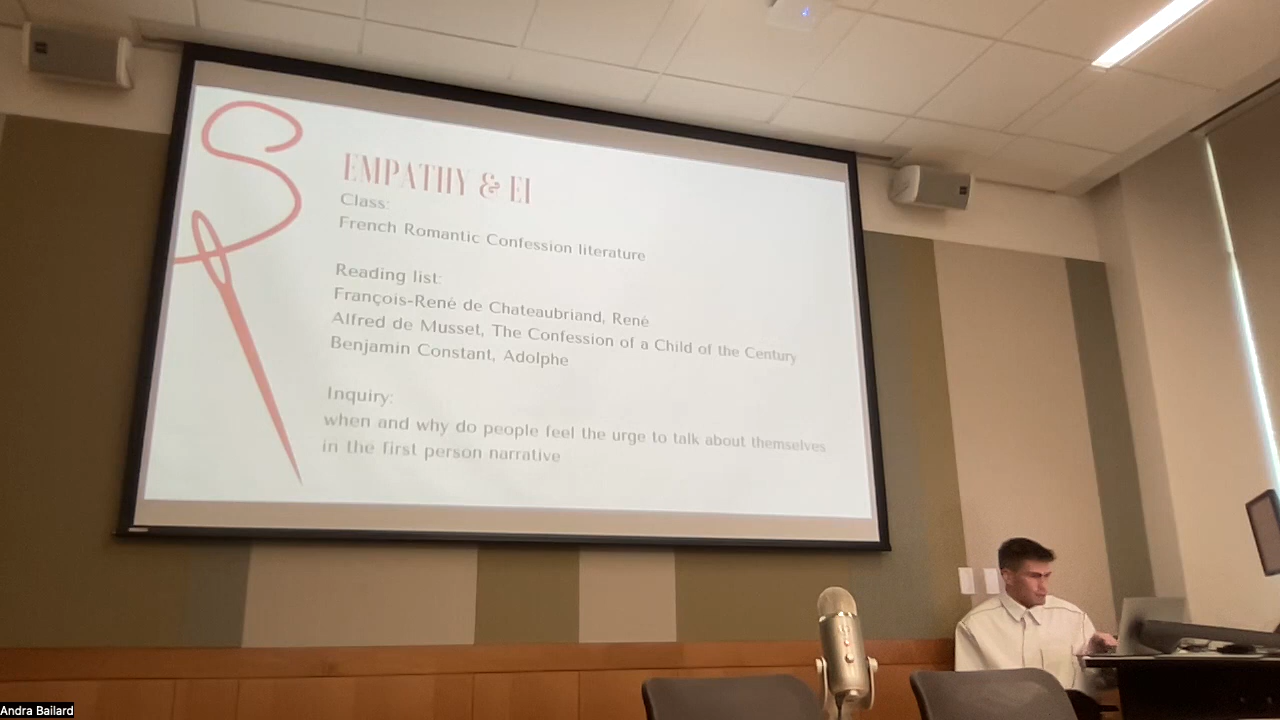 EMPATHY & EI
Class:
French Romantic Confession literature
Reading list:
François-René de Chateaubriand, René
Alfred de Musset, The Confession of a Child of the Century
Benjamin Constant, Adolphe
Inquiry:
when and why do people feel the urge to talk about themselves
in the first person narrative
Andra Bailard